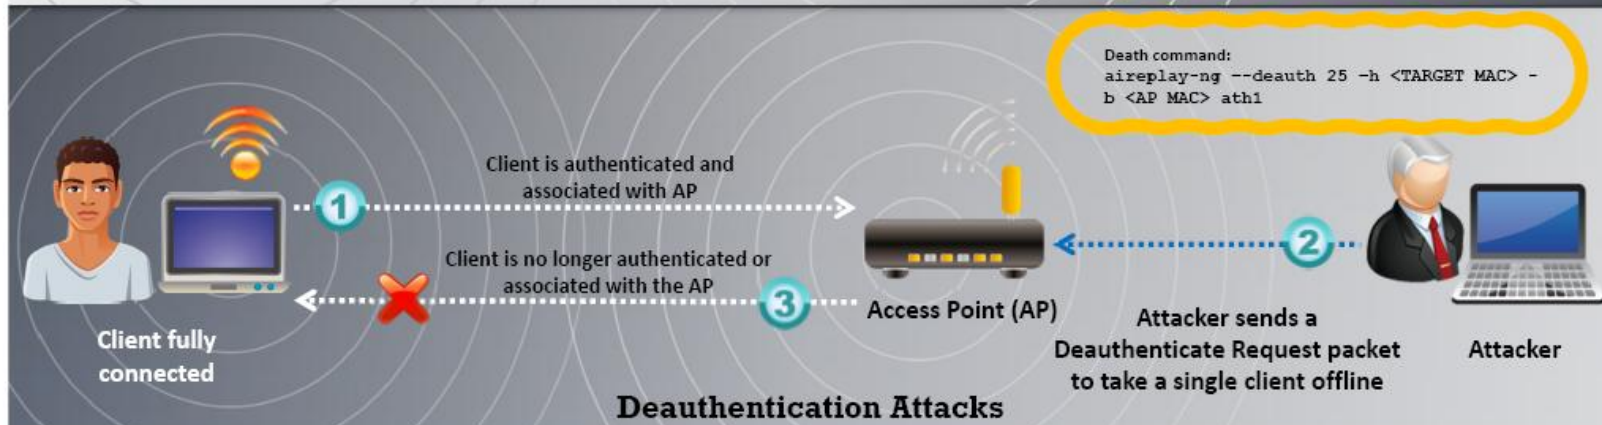 Death command:
aireplay-ng --deauth 25 -h <TARGET MAC> -
b <AP MAC> ath1
Client is authenticated and
associated with AP
1
Client is no longer authenticated or
associated with the AP
3
2
Client fully
connected
Access Point (AP)
Attacker sends a
Deauthenticate Request packet
to take a single client offline
Attacker
Deauthentication Attacks